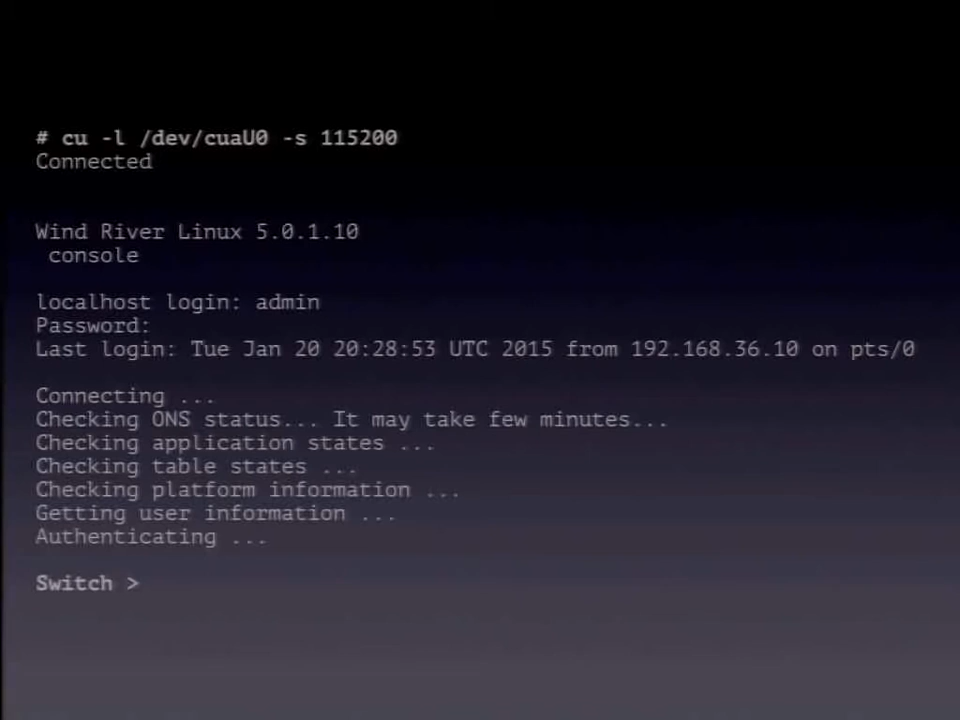 # cu -l /dev/cuaU0 -s 115200
Connected
Wind River Linux 5.0.1.10
console
localhost login: admin
Password:
Last login: Tue Jan 20 20:28:53 UTC 2015 from 192.168.36.10 on pts/0
Connecting ...
Checking ONS status... It may take few minutes...
Checking application states ...
Checking table states ...
Checking platform information ...
Getting user information ...
Authenticating ...
Switch >